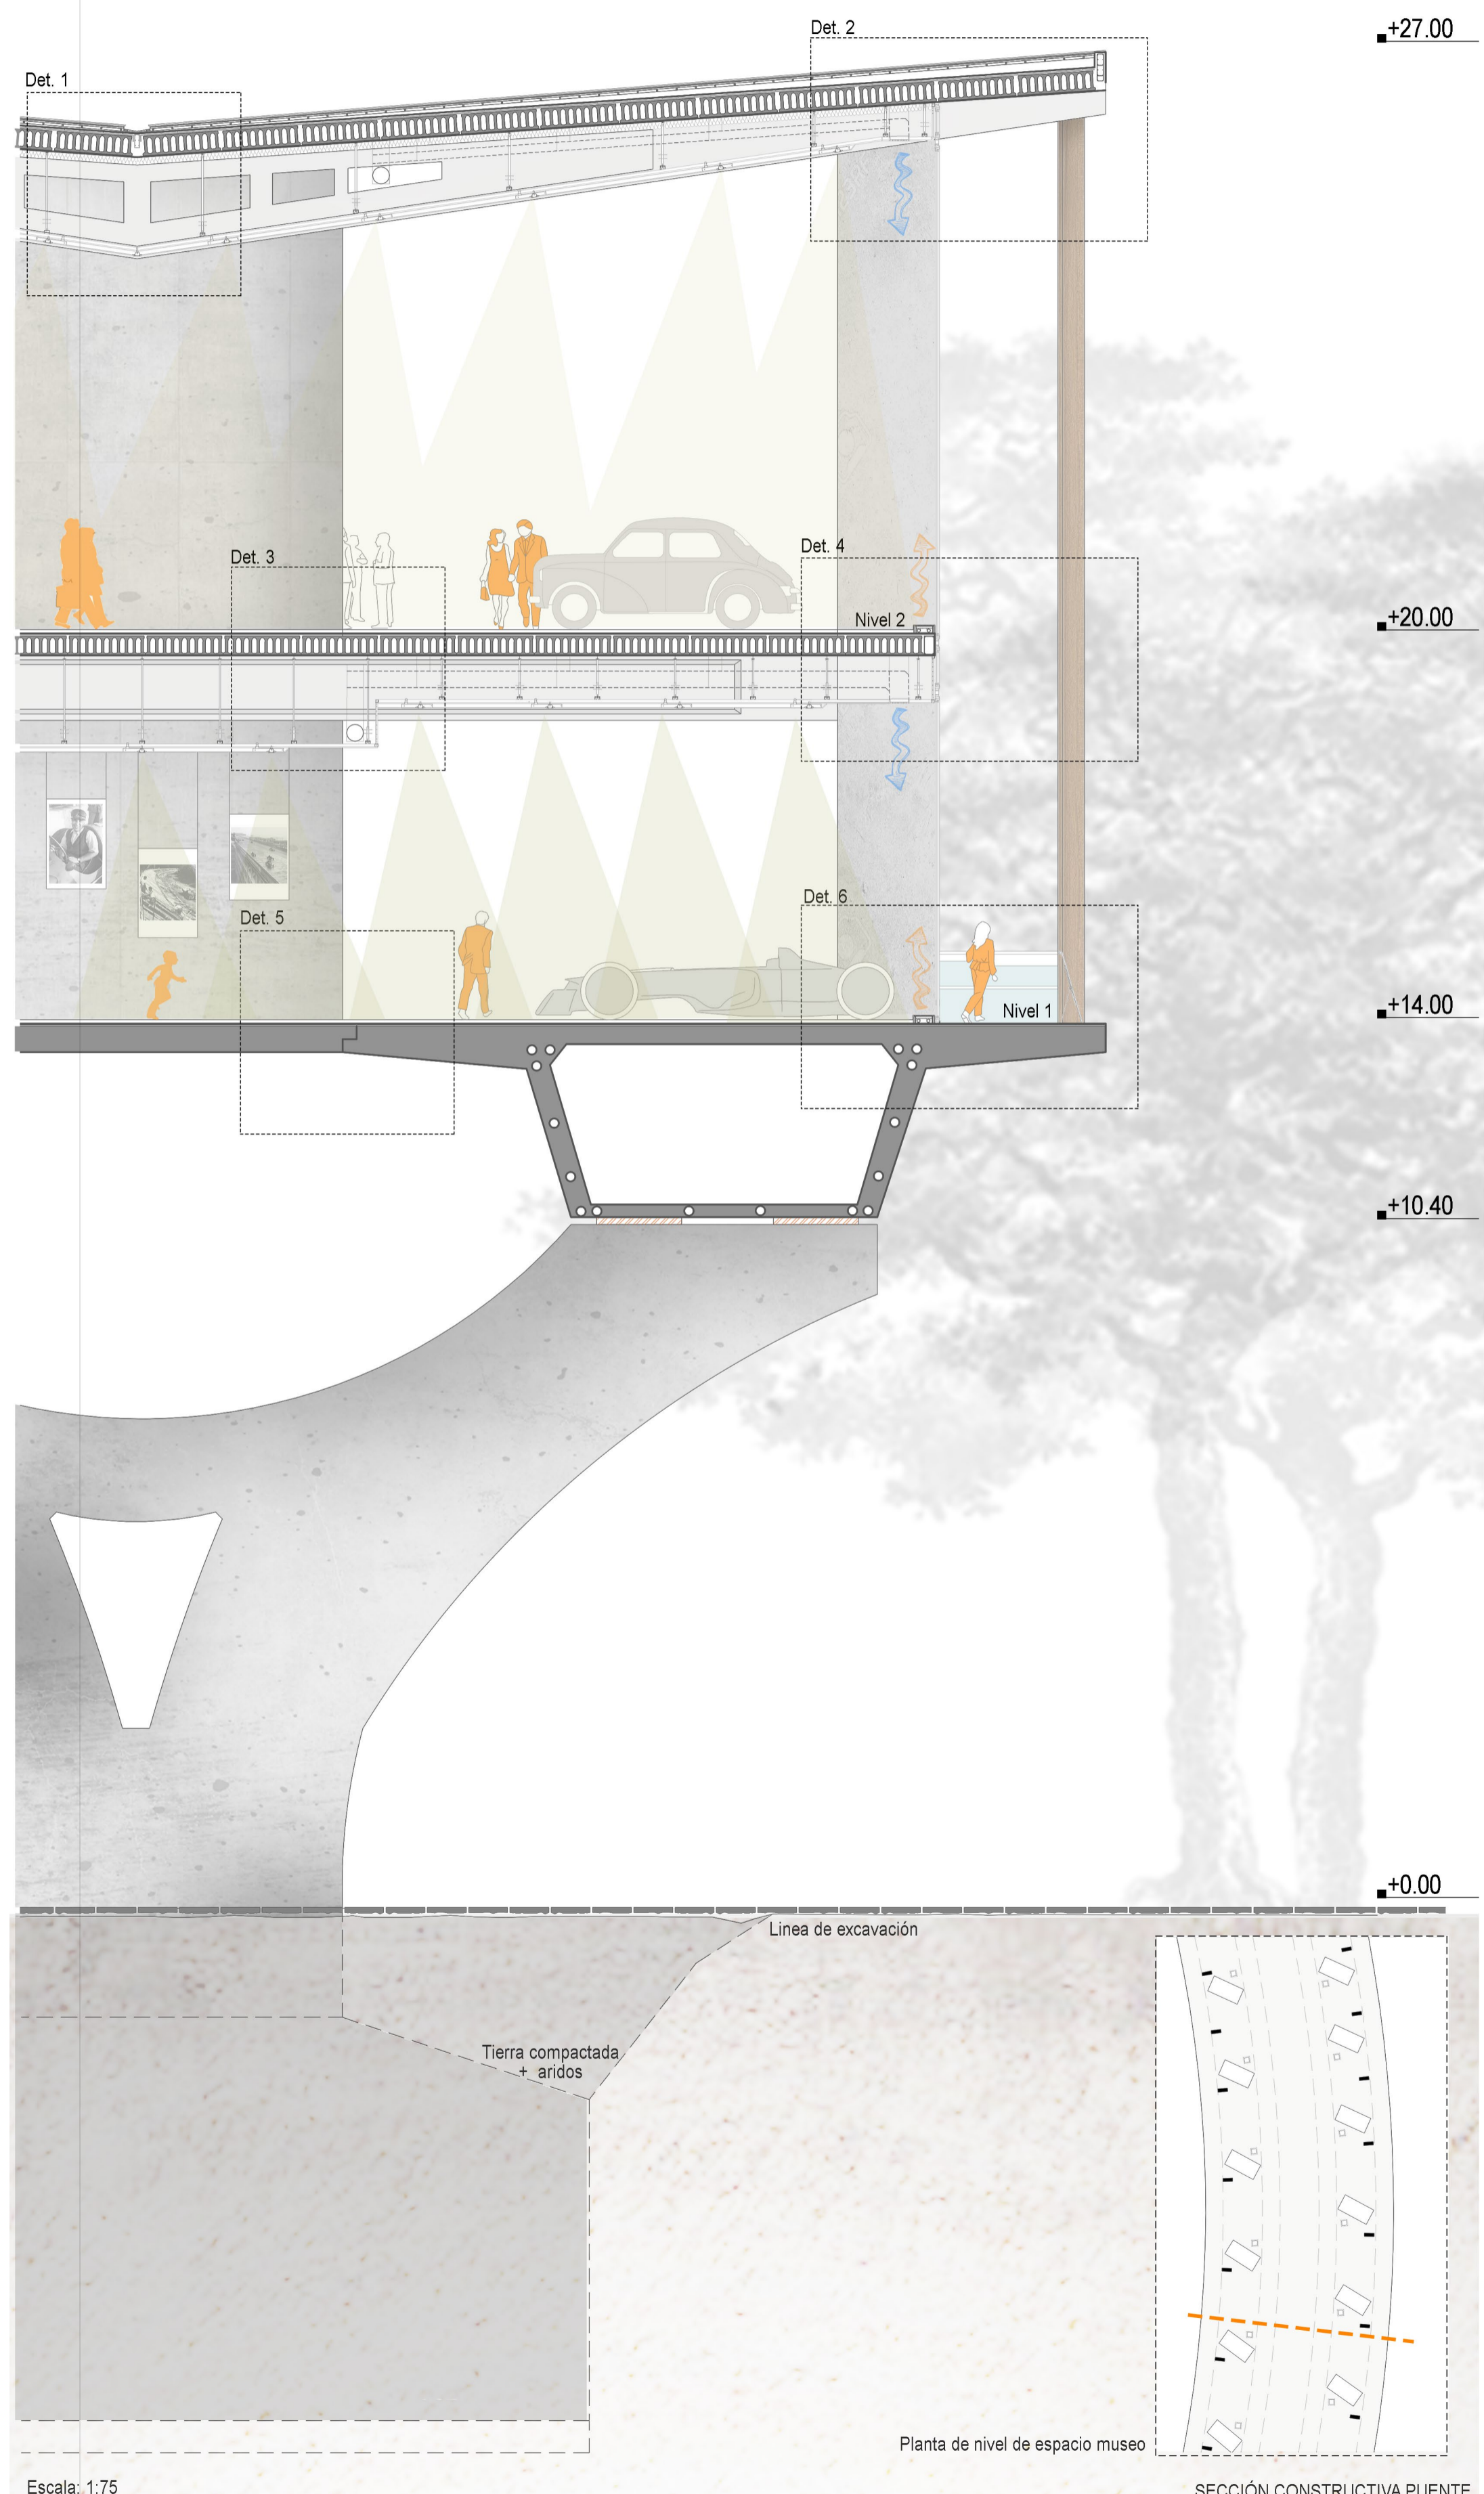 Det. 2
+27.00
Det. 1
Det. 4
Det. 3
Nivel 2
+20.00
Det. 6
Det. 5
Nivel 1
+14.00
+10.40
+0.00
Linea de excavación
Tierra compactada
+ aridos
Planta de nivel de espacio museo
Escala: 1:75
SECCIÓN CONSTRUCTIVA PUENTE